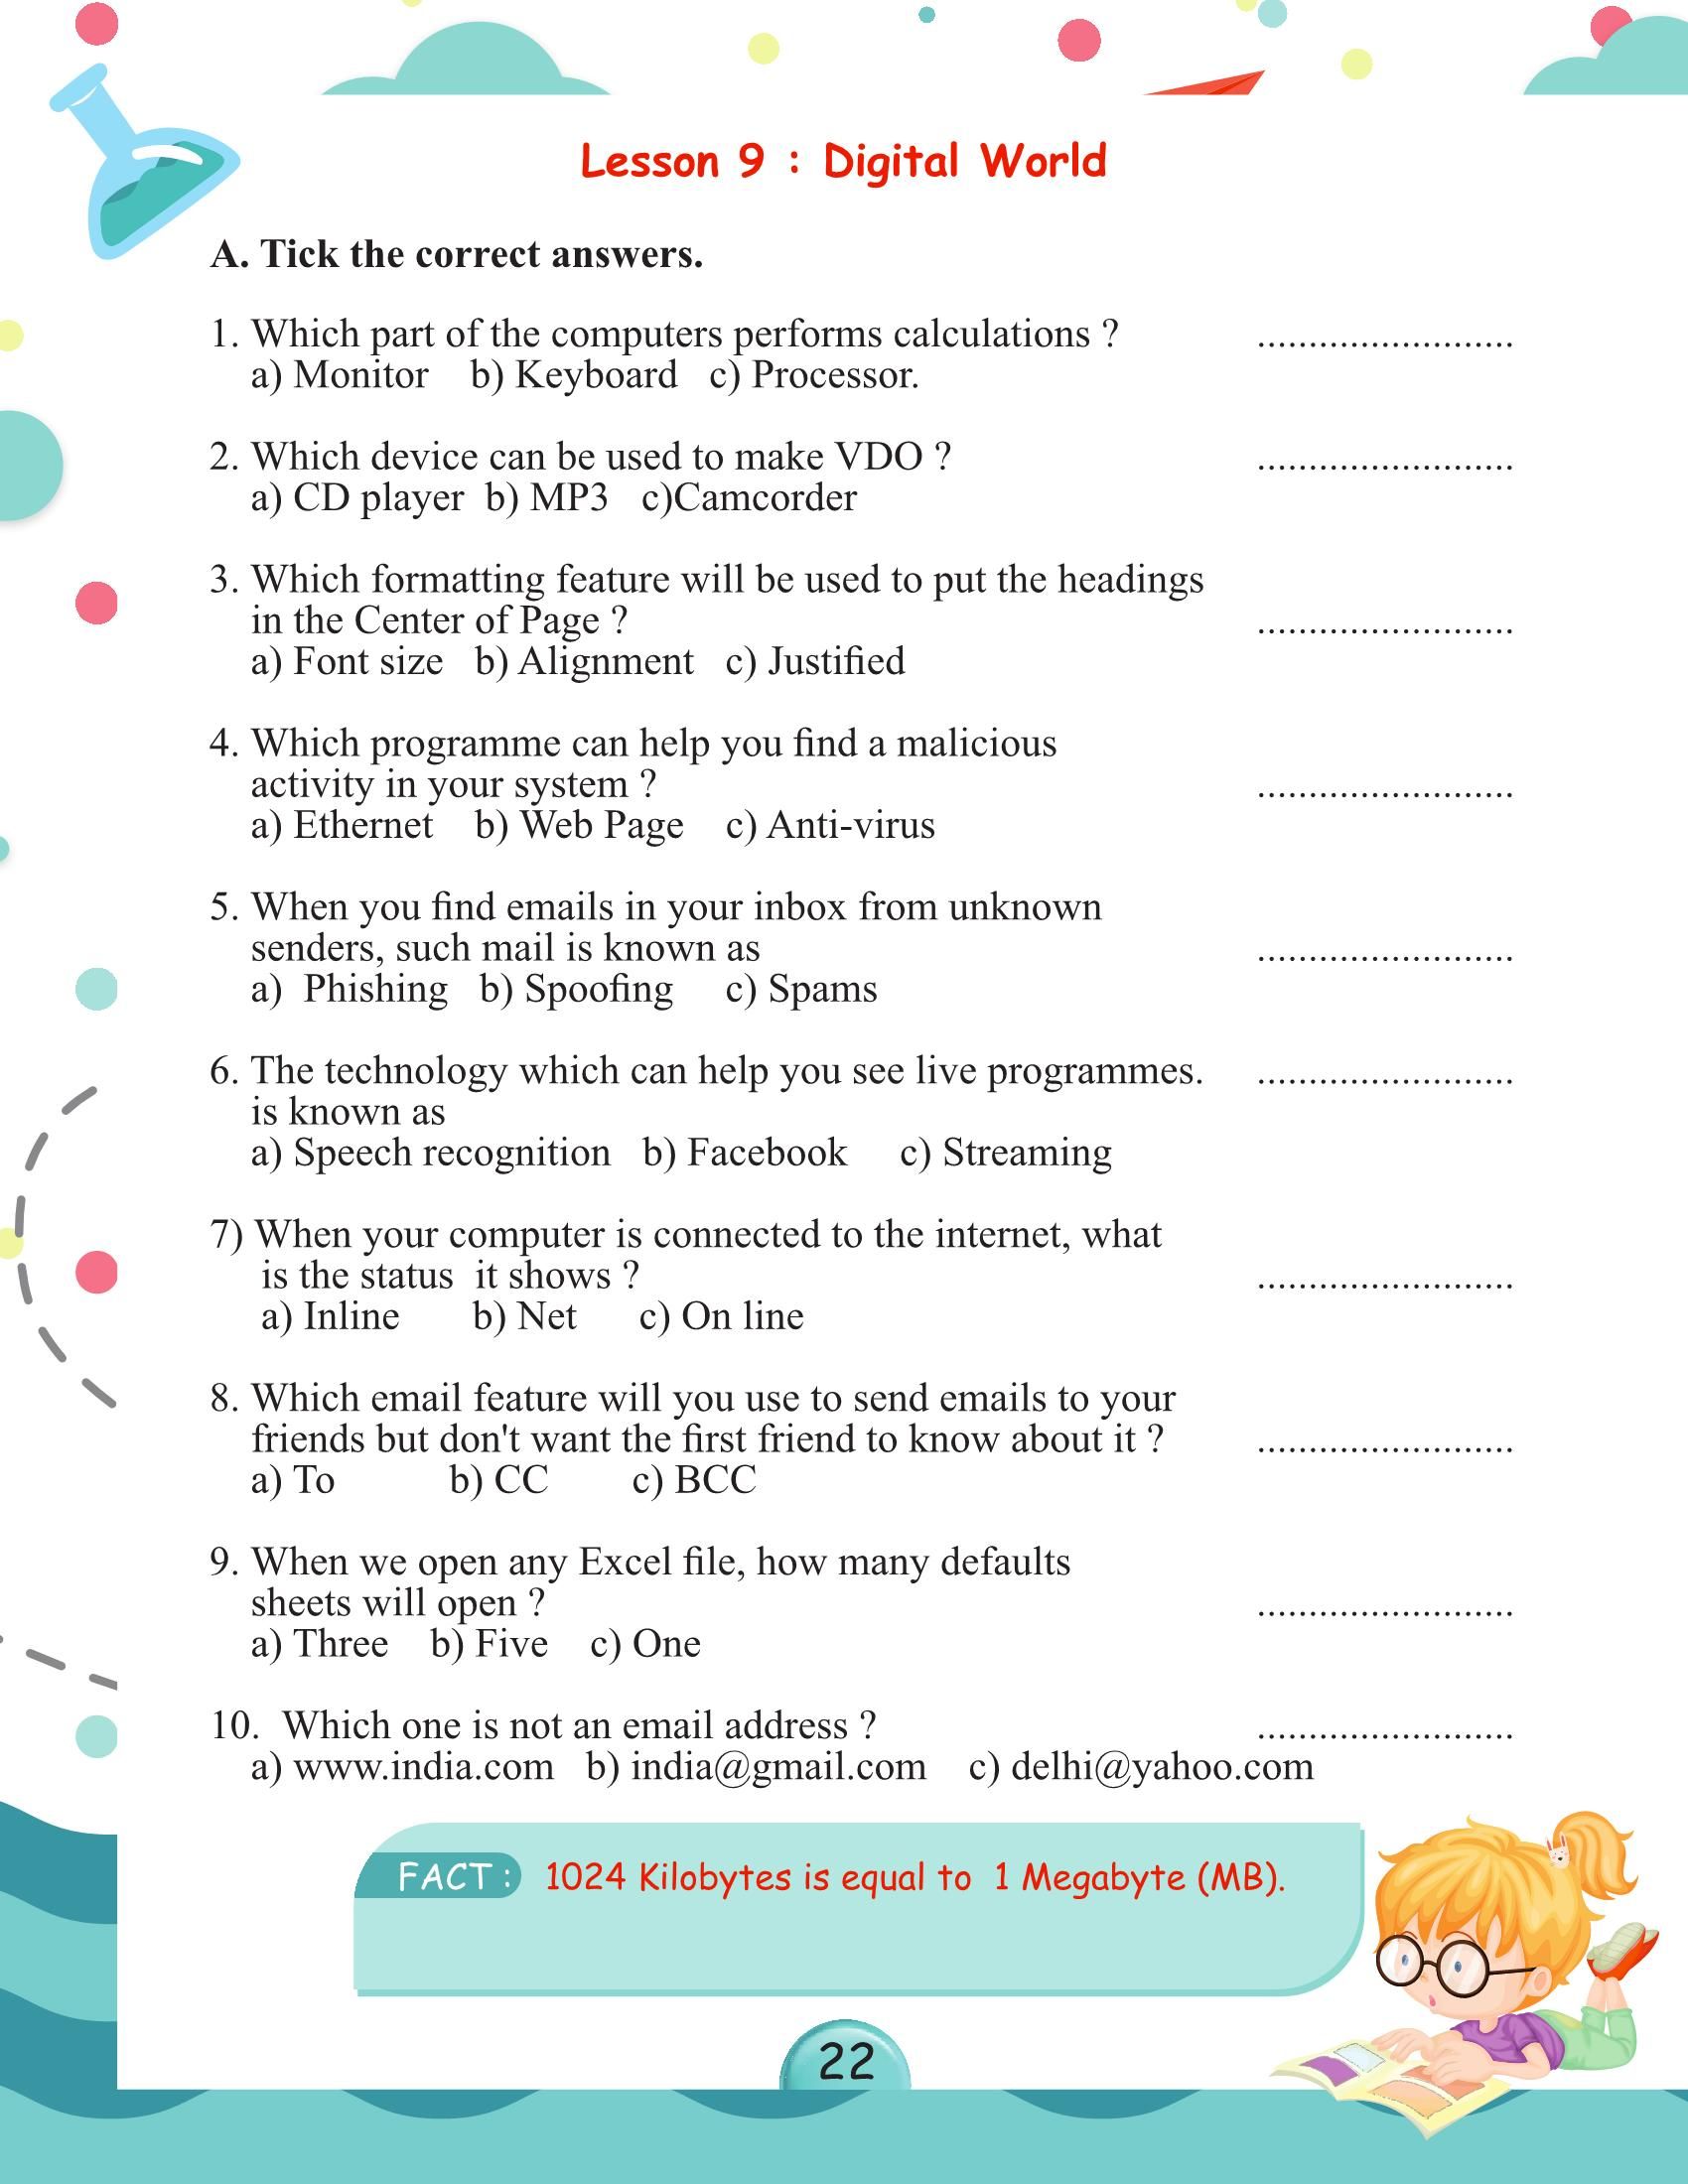 Lesson 9 : Digital World
A. Tick the correct answers.
1. Which part of the computers performs calculations ? .........................
a) Monitor b) Keyboard c) Processor.
2. Which device can be used to make VDO ? .........................
a) CD player b) MP3 c)Camcorder
3. Which formatting feature will be used to put the headings
in the Center of Page ? .........................
a) Font size b) Alignment c) Justified
4. Which programme can help you find a malicious
activity in your system ? .........................
a) Ethernet b) Web Page c) Anti-virus
5. When you find emails in your inbox from unknown
senders, such mail is known as .........................
a) Phishing b) Spoofing c) Spams
6. The technology which can help you see live programmes. .........................
is known as
a) Speech recognition b) Facebook c) Streaming
7) When your computer is connected to the internet, what
is the status it shows ? .........................
a) Inline b) Net c) On line
8. Which email feature will you use to send emails to your
friends but don't want the first friend to know about it ? .........................
a) To b) CC c) BCC
9. When we open any Excel file, how many defaults
sheets will open ? .........................
a) Three b) Five c) One
10. Which one is not an email address ? .........................
a) www.india.com b) india@gmail.com c) delhi@yahoo.com
FACT : 1024 Kilobytes is equal to 1 Megabyte (MB).
22